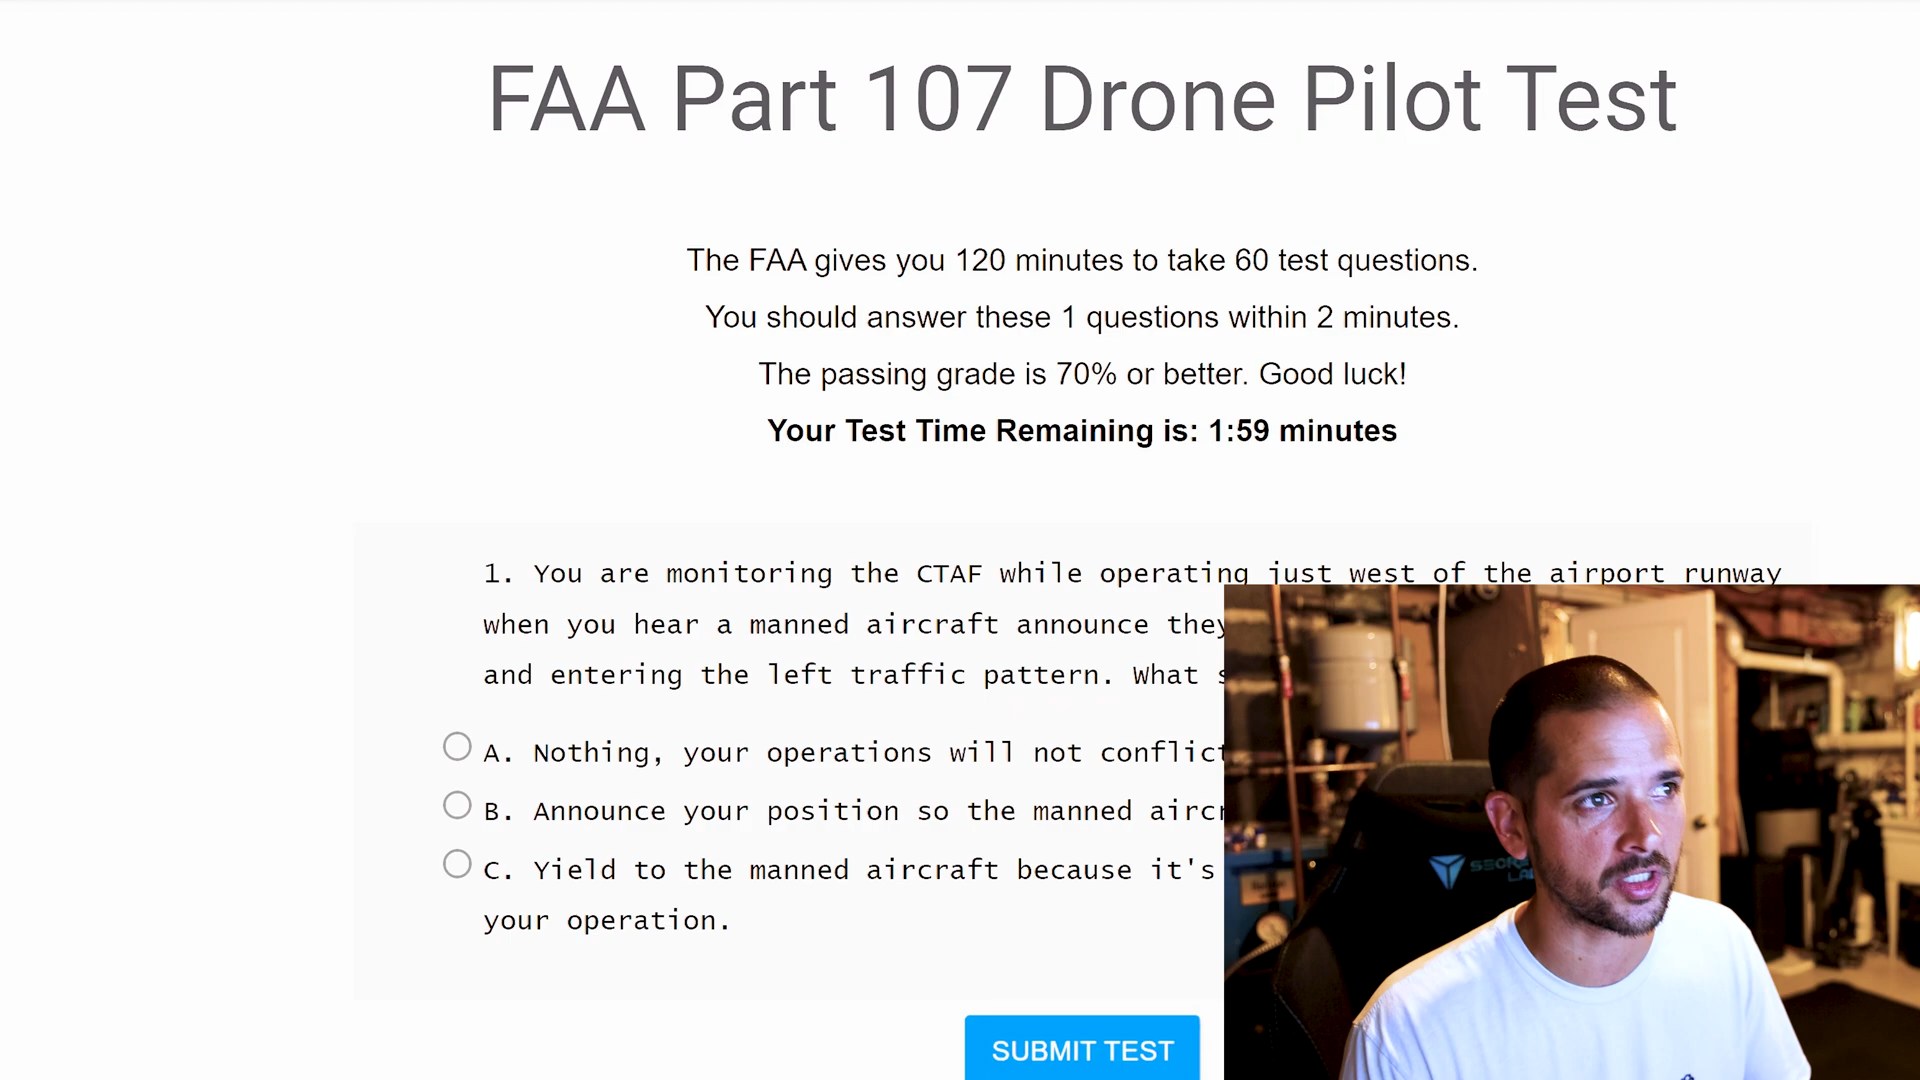 FAA Part 107 Drone Pilot Test
The FAA gives you 120 minutes to take 60 test questions.
You should answer these 1 questions within 2 minutes.
The passing grade is 70% or better. Good luck!
Your Test Time Remaining is: 1:59 minutes
1. You are monitoring the CTAF while operating just west of the airport runway
when you hear a manned aircraft announce they
and entering the left traffic pattern. What
A. Nothing, your operations will not conflict
B. Announce your position so the manned
C. Yield to the manned aircraft because it's
your operation.
SUBMIT TEST